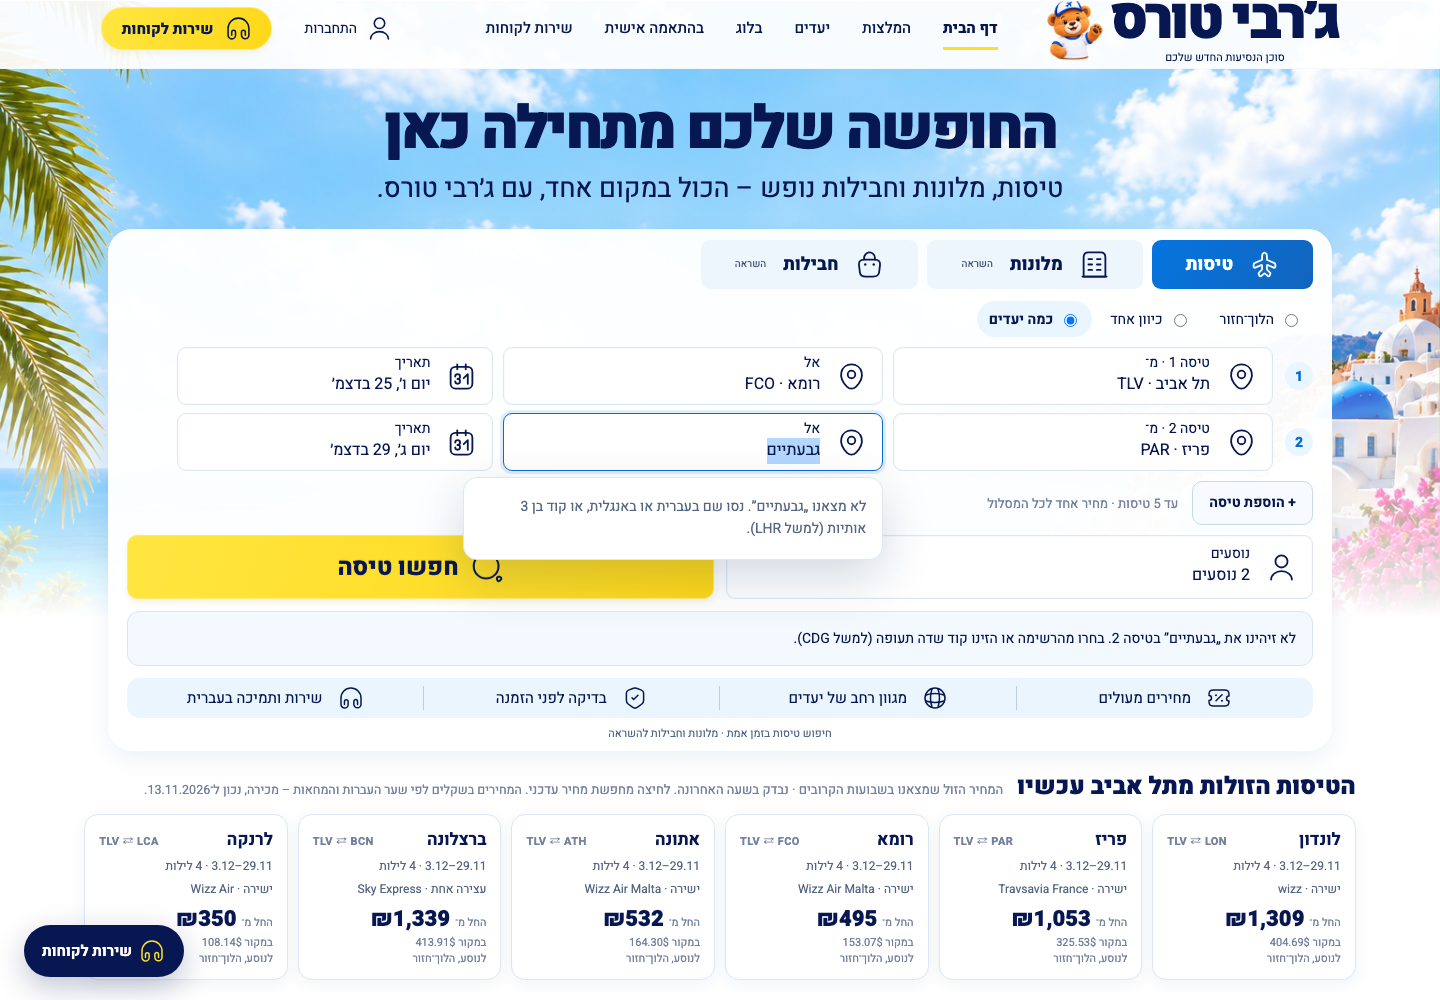 ג׳רבי טורס
סוכן הנסיעות החדש שלכם
דף הבית
המלצות
יעדים
בלוג
בהתאמה אישית
שירות לקוחות
התחברות
שירות לקוחות
החופשה שלכם מתחילה כאן
טיסות, מלונות וחבילות נופש – הכול במקום אחד, עם ג׳רבי טורס.
טיסות
מלונות השראה
חבילות השראה
הלוך־חזור
כיוון אחד
כמה יעדים
1
טיסה 1 · מ־
תל אביב · TLV
אל
רומא · FCO
תאריך
יום ו׳, 25 בדצמ׳
31
2
טיסה 2 · מ־
פריז · PAR
אל
גבעתיים
תאריך
יום ג׳, 29 בדצמ׳
31
לא מצאנו „גבעתיים”. נסו שם בעברית או באנגלית, או קוד בן 3
אותיות (למשל LHR).
+ הוספת טיסה
עד 5 טיסות · מחיר אחד לכל המסלול
נוסעים
2 נוסעים
חפשו טיסה
לא זיהינו את „גבעתיים” בטיסה 2. בחרו מהרשימה או הזינו קוד שדה תעופה (למשל CDG).
מחירים מעולים
מגוון רחב של יעדים
בדיקה לפני הזמנה
שירות ותמיכה בעברית
חיפוש טיסות בזמן אמת · מלונות וחבילות להשראה
הטיסות הזולות מתל אביב עכשיו
המחיר הזול שמצאנו בשבועות הקרובים · נבדק בשעה האחרונה. לחיצה מחפשת מחיר עדכני. המחירים בשקלים לפי שער העברות והמחאות – מכירה, נכון ל־13.11.2026.
לונדון
TLV ⇄ LON
29.11–3.12 · 4 לילות
ישירה · wizz
החל מ־ ₪1,309
במקור $404.69
לנוסע, הלוך־חזור
פריז
TLV ⇄ PAR
29.11–3.12 · 4 לילות
ישירה · Travsavia France
החל מ־ ₪1,053
במקור $325.53
לנוסע, הלוך־חזור
רומא
TLV ⇄ FCO
29.11–3.12 · 4 לילות
ישירה · Wizz Air Malta
החל מ־ ₪495
במקור $153.07
לנוסע, הלוך־חזור
אתונה
TLV ⇄ ATH
29.11–3.12 · 4 לילות
ישירה · Wizz Air Malta
החל מ־ ₪532
במקור $164.30
לנוסע, הלוך־חזור
ברצלונה
TLV ⇄ BCN
29.11–3.12 · 4 לילות
עצירה אחת · Sky Express
החל מ־ ₪1,339
במקור $413.91
לנוסע, הלוך־חזור
לרנקה
TLV ⇄ LCA
29.11–3.12 · 4 לילות
ישירה · Wizz Air
החל מ־ ₪350
במקור $108.14
לנוסע, הלוך־חזור
שירות לקוחות